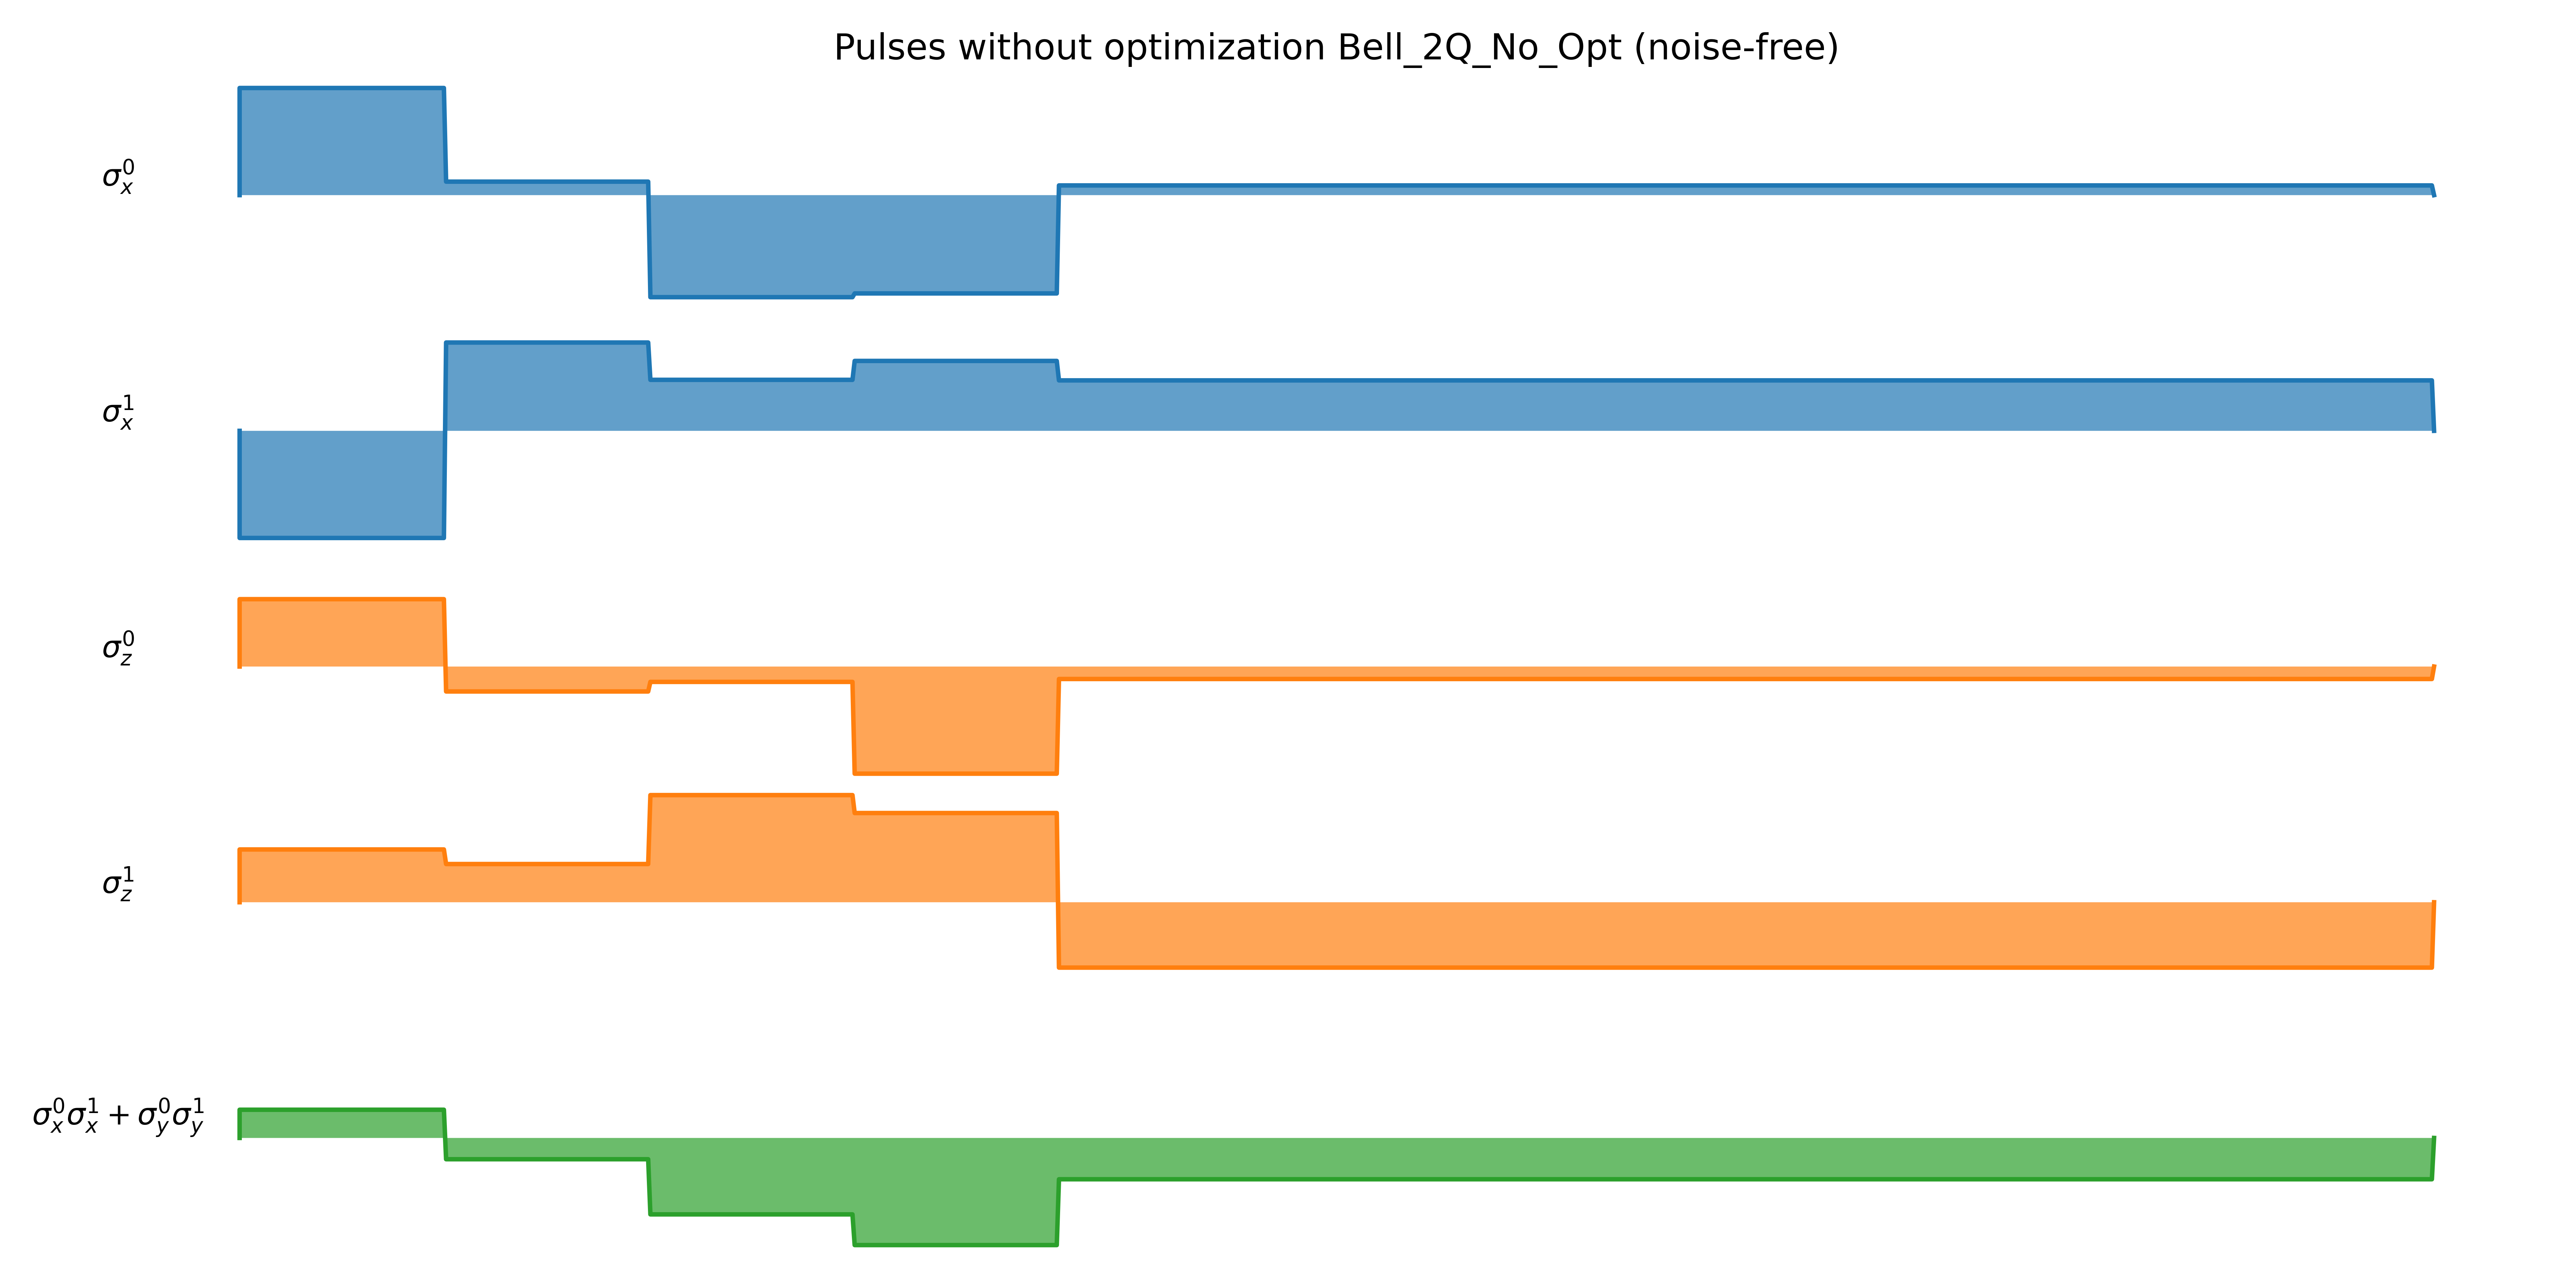 Pulses without optimization Bell_2Q_No_Opt (noise-free)
σ_x^0
σ_x^1
σ_z^0
σ_z^1
σ_x^0σ_x^1 + σ_y^0σ_y^1